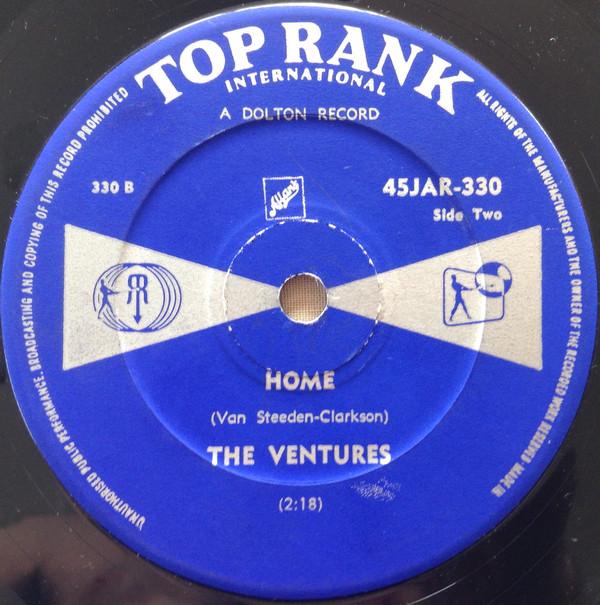 TOP RANK
INTERNATIONAL
A DOLTON RECORD
330 B
45JAR-330
Side Two
HOME
(Van Steeden-Clarkson)
THE VENTURES
(2:18)
UNAUTHORISED PUBLIC PERFORMANCE, BROADCASTING AND COPYING OF THIS RECORD PROHIBITED
ALL RIGHTS OF THE MANUFACTURERS AND THE OWNER OF THE RECORDED WORK RESERVED · MADE IN